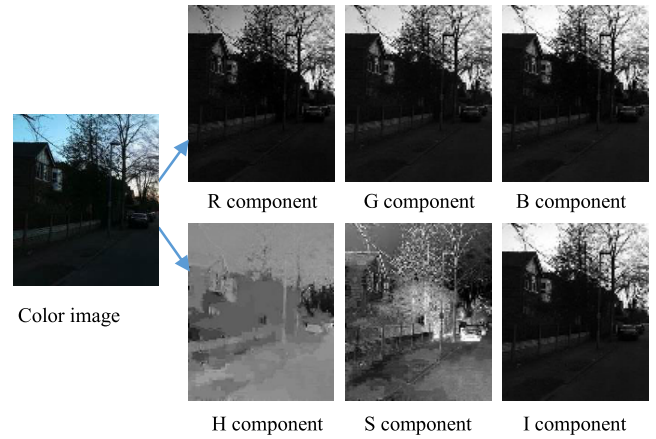 R component
G component
B component
Color image
H component
S component
I component